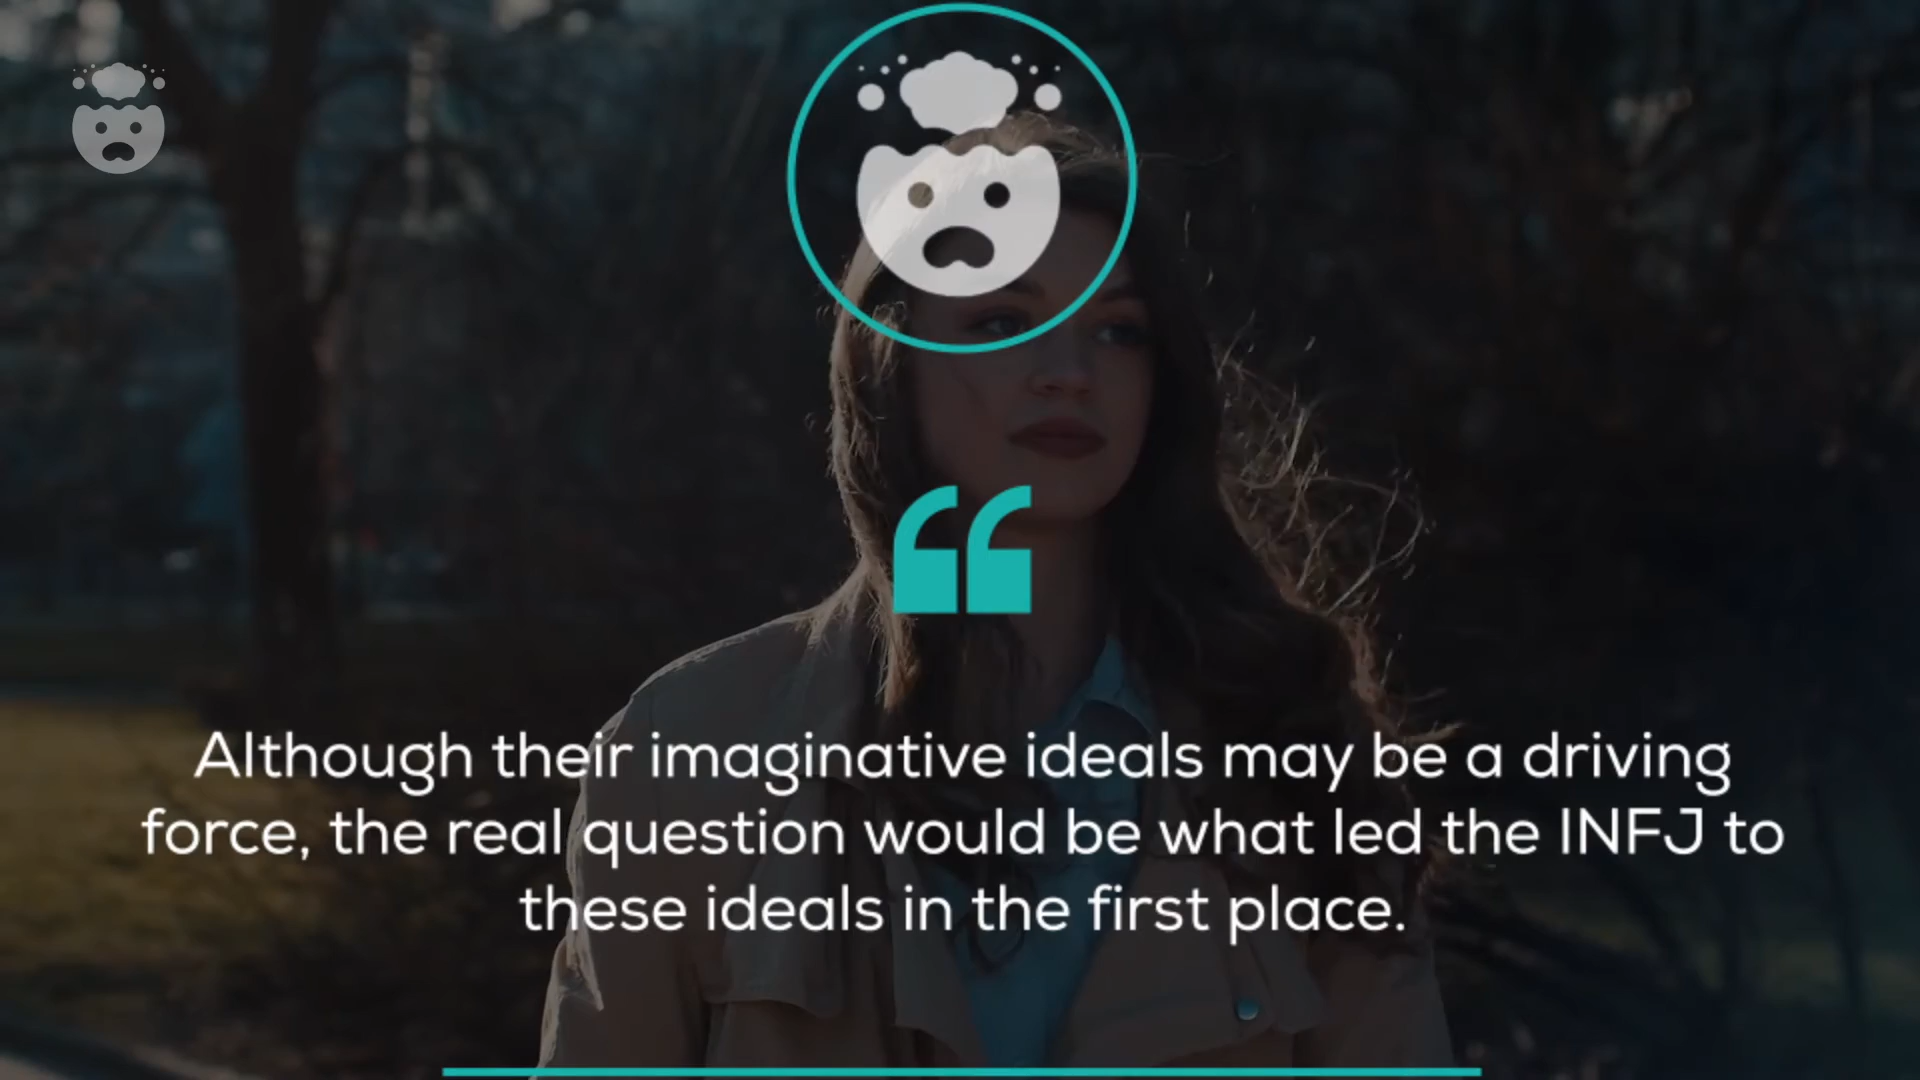 Although their imaginative ideals may be a driving
force, the real question would be what led the INFJ to
these ideals in the first place.